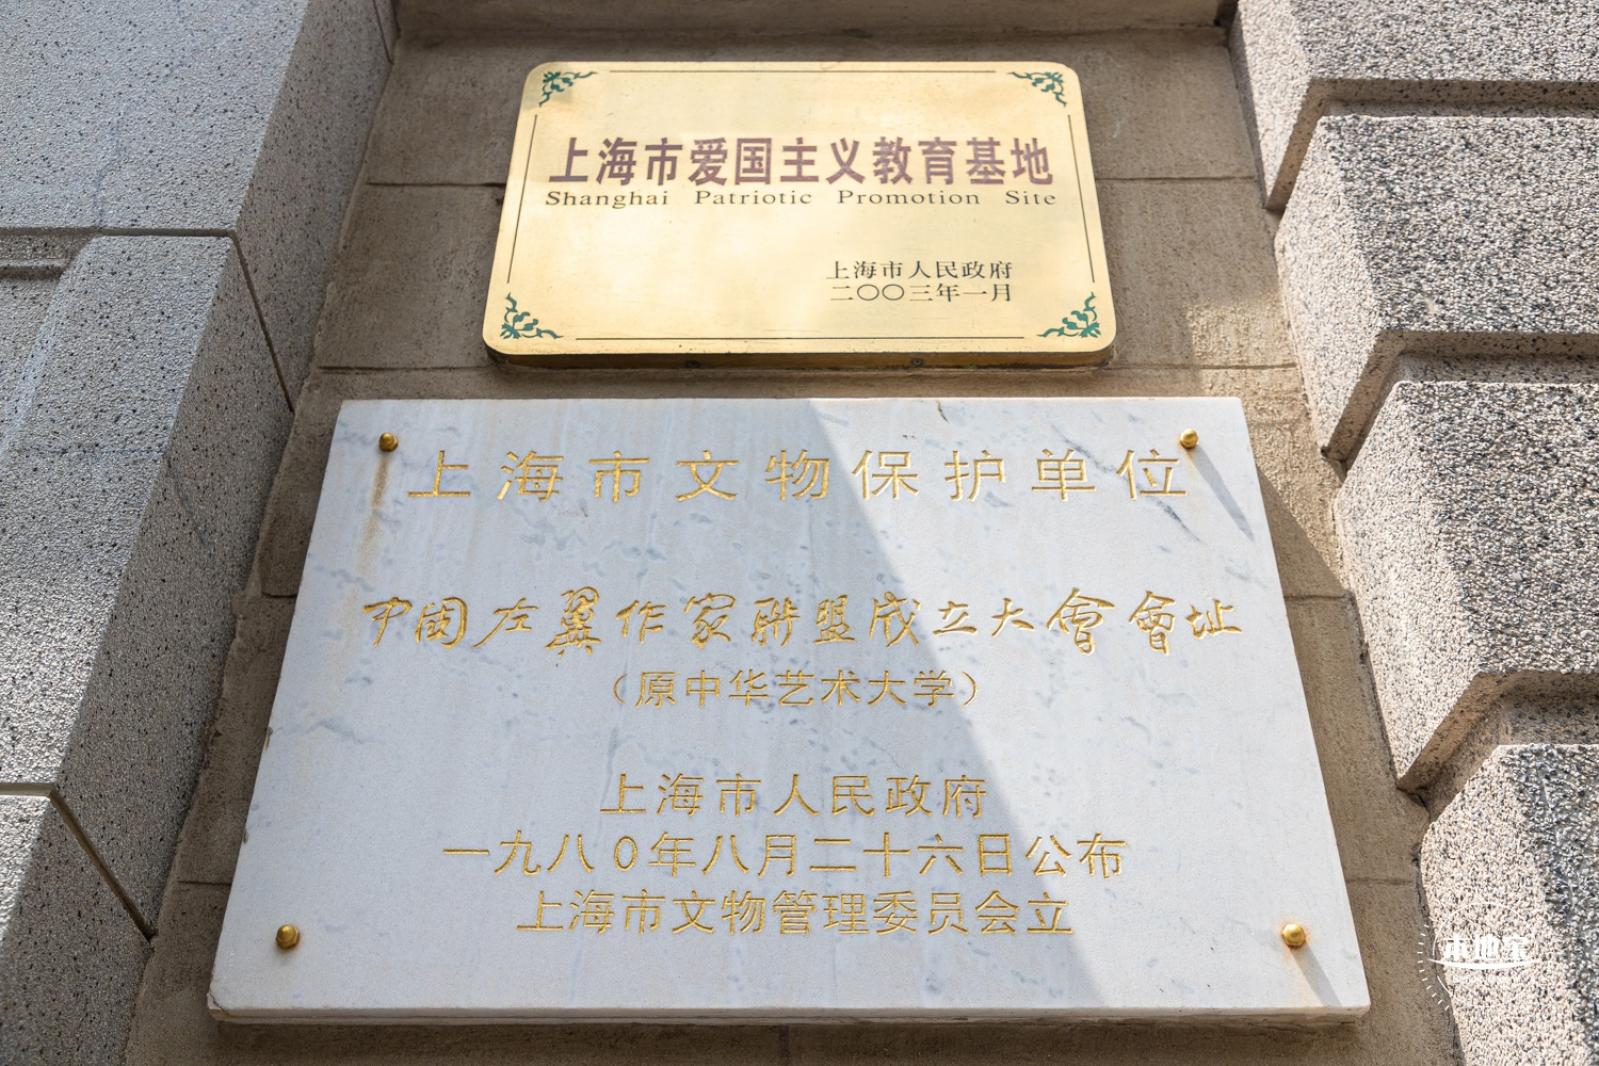 上海市爱国主义教育基地
Shanghai Patriotic Promotion Site
上海市人民政府
二〇〇三年一月
上海市文物保护单位
中国左翼作家聯盟成立大會會址
（原中华艺术大学）
上海市人民政府
一九八0年八月二十六日公布
上海市文物管理委员会立
本地宝